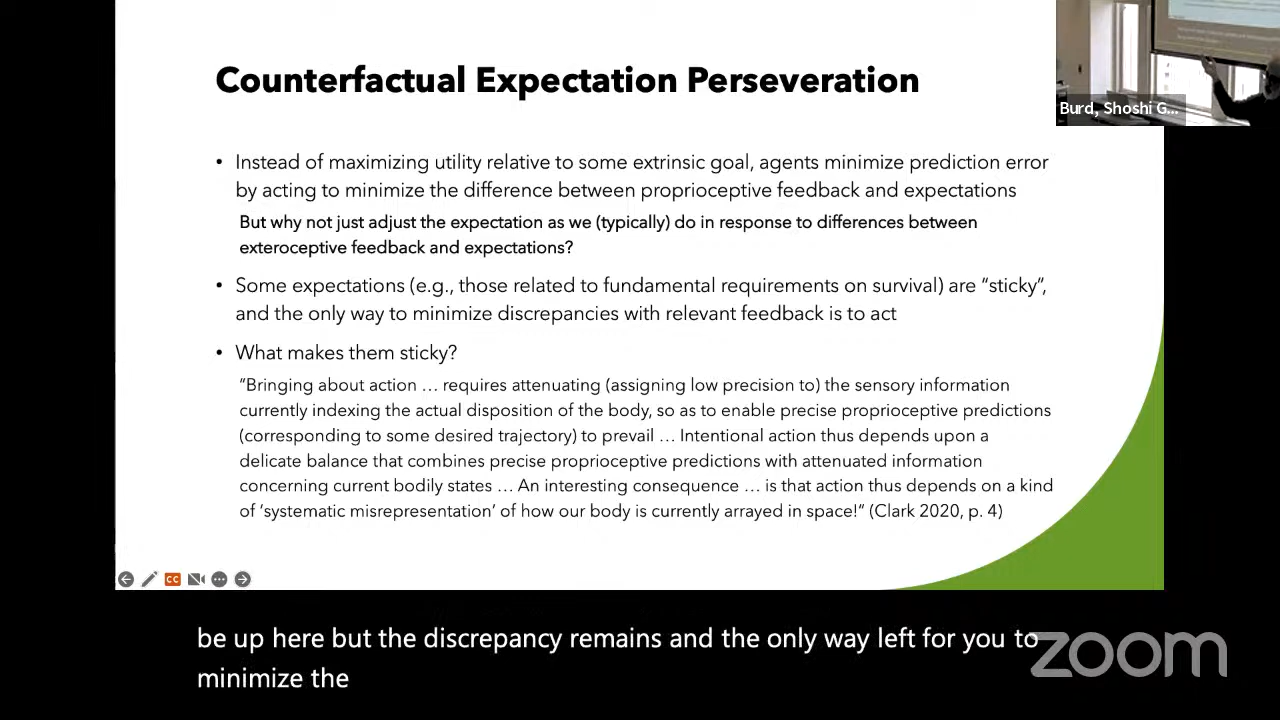 Counterfactual Expectation Perseveration
Burd, Shoshi G...
• Instead of maximizing utility relative to some extrinsic goal, agents minimize prediction error
by acting to minimize the difference between proprioceptive feedback and expectations
But why not just adjust the expectation as we (typically) do in response to differences between
exteroceptive feedback and expectations?
• Some expectations (e.g., those related to fundamental requirements on survival) are “sticky”,
and the only way to minimize discrepancies with relevant feedback is to act
• What makes them sticky?
“Bringing about action … requires attenuating (assigning low precision to) the sensory information
currently indexing the actual disposition of the body, so as to enable precise proprioceptive predictions
(corresponding to some desired trajectory) to prevail … Intentional action thus depends upon a
delicate balance that combines precise proprioceptive predictions with attenuated information
concerning current bodily states … An interesting consequence … is that action thus depends on a kind
of ‘systematic misrepresentation’ of how our body is currently arrayed in space!” (Clark 2020, p. 4)
CC
be up here but the discrepancy remains and the only way left for you to
minimize the
zoom